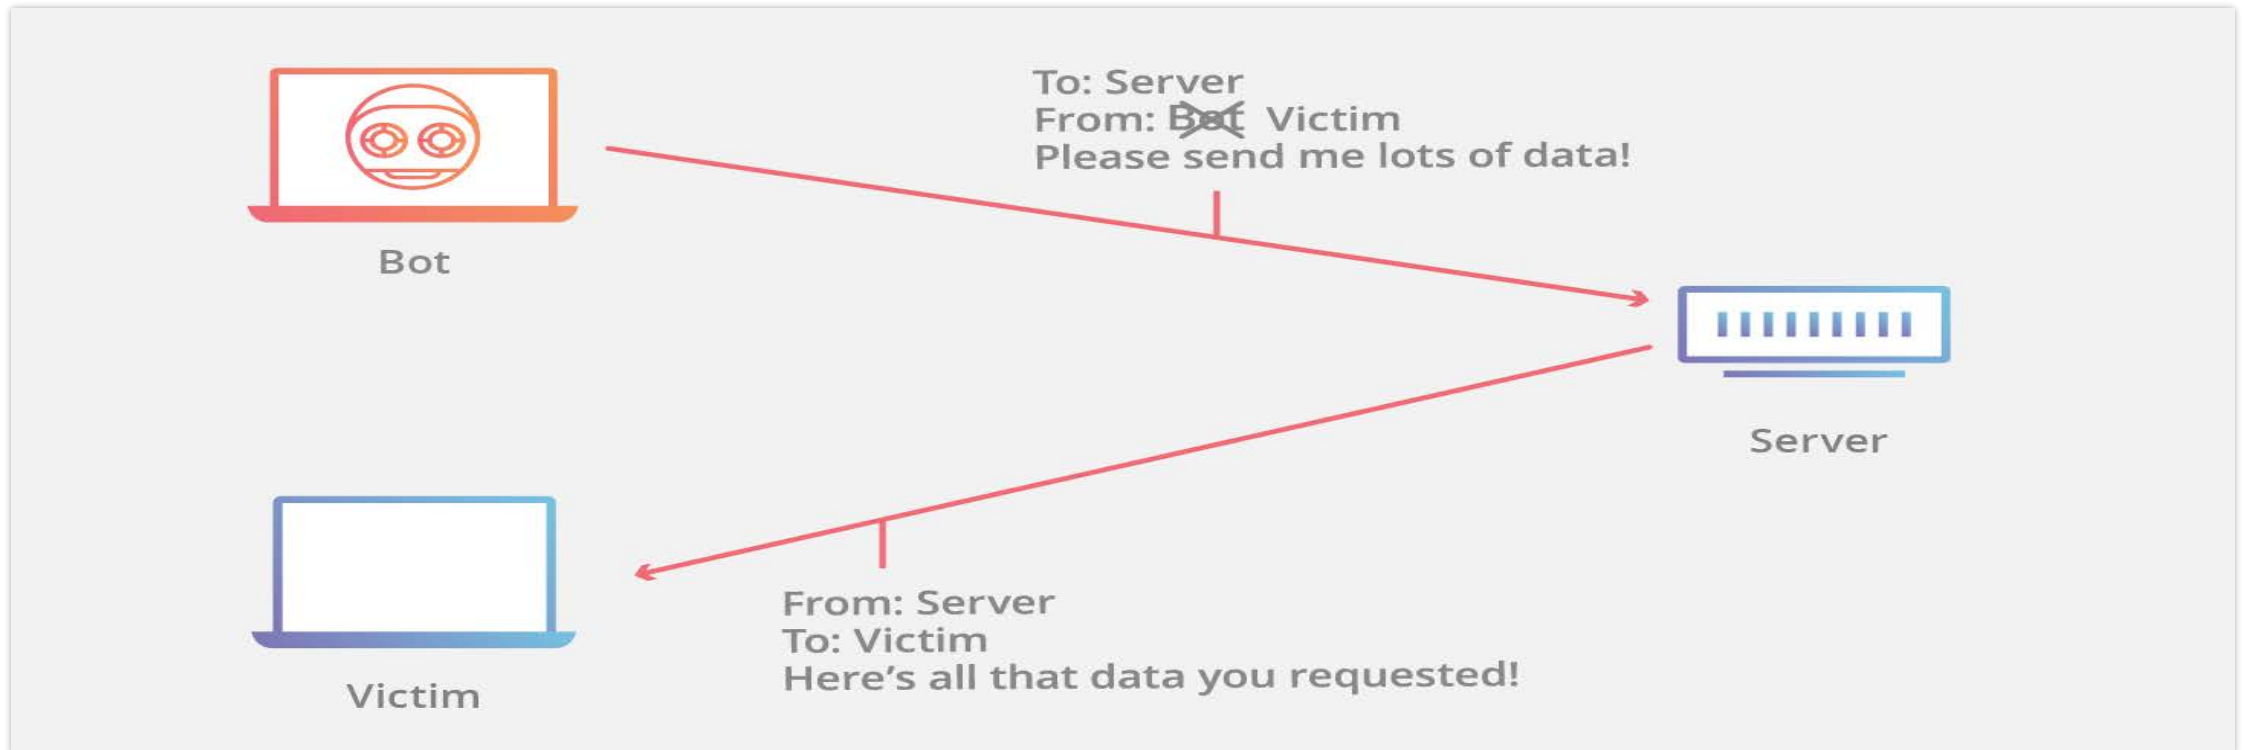 To: Server
From: Bot Victim
Please send me lots of data!
Bot
Server
From: Server
To: Victim
Here's all that data you requested!
Victim